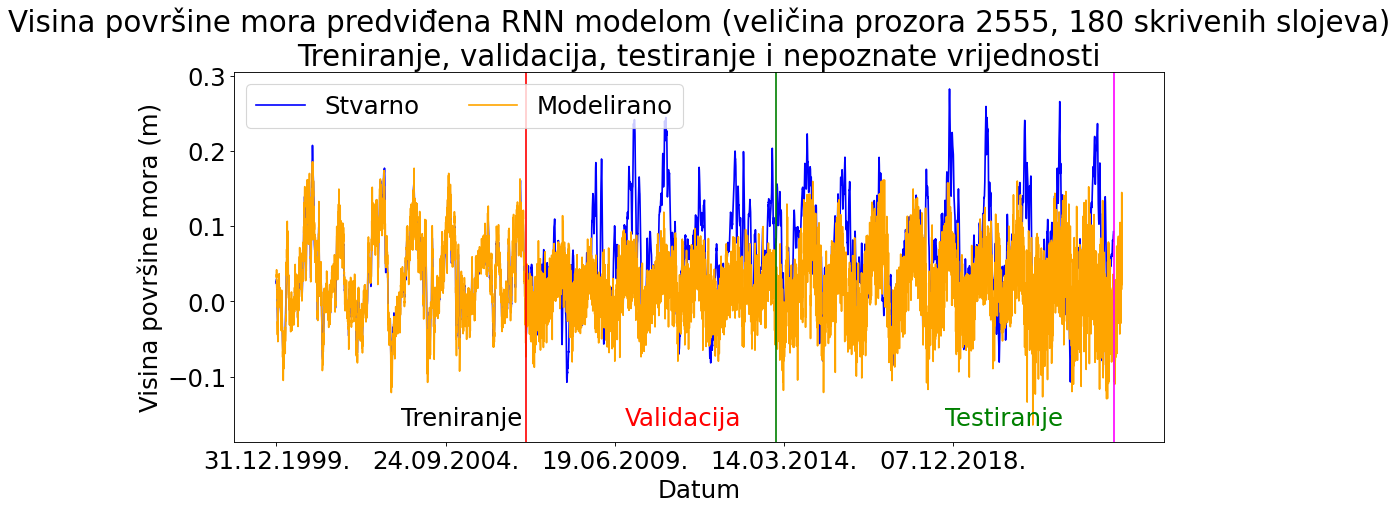 Visina površine mora predviđena RNN modelom (veličina prozora 2555, 180 skrivenih slojeva)
Treniranje, validacija, testiranje i nepoznate vrijednosti
Stvarno Modelirano
Visina površine mora (m)
0.3
0.2
0.1
0.0
−0.1
Treniranje Validacija Testiranje
31.12.1999. 24.09.2004. 19.06.2009. 14.03.2014. 07.12.2018.
Datum